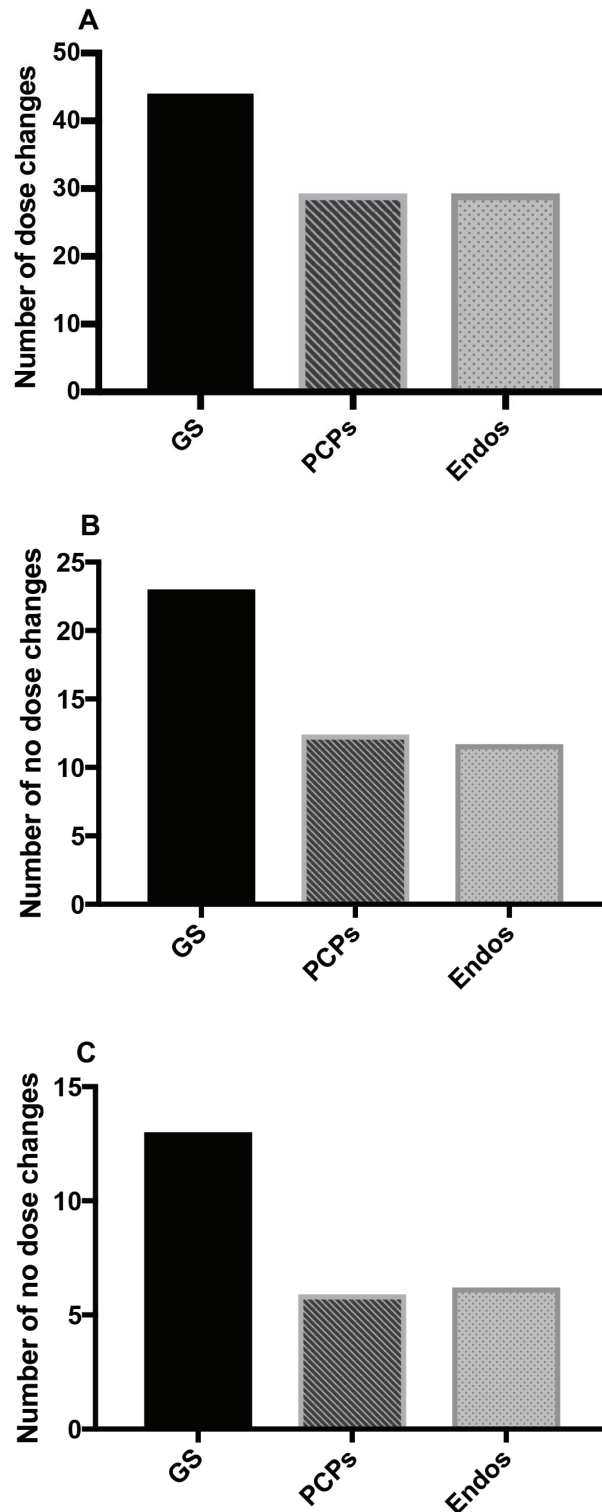 A
Number of dose changes
50
40
30
20
10
0
GS
PCPs
Endos
B
Number of no dose changes
25
20
15
10
5
0
GS
PCPs
Endos
C
Number of no dose changes
15
10
5
0
GS
PCPs
Endos